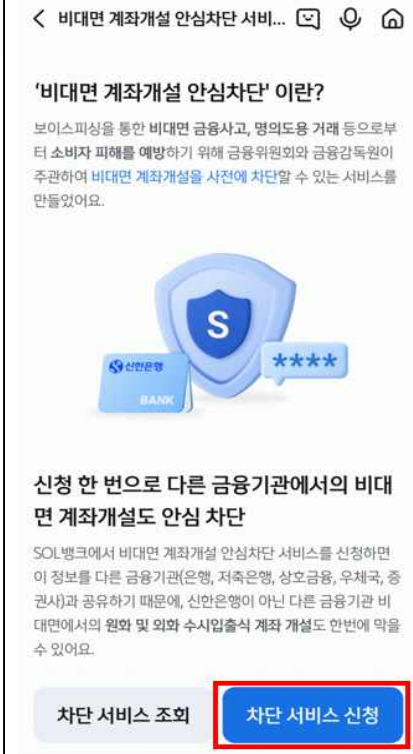 비대면 계좌개설 안심차단 서비...
'비대면 계좌개설 안심차단' 이란?
보이스피싱을 통한 비대면 금융사고, 명의도용 거래 등으로부
터 소비자 피해를 예방하기 위해 금융위원회와 금융감독원이
주관하여 비대면 계좌개설을 사전에 차단할 수 있는 서비스를
만들었어요.
S
****
신한은행
BANK
신청 한 번으로 다른 금융기관에서의 비대
면 계좌개설도 안심 차단
SOL뱅크에서 비대면 계좌개설 안심차단 서비스를 신청하면
이 정보를 다른 금융기관(은행, 저축은행, 상호금융, 우체국, 증
권사)과 공유하기 때문에, 신한은행이 아닌 다른 금융기관 비
대면에서의 원화 및 외화 수시입출식 계좌 개설도 한번에 막을
수 있어요.
차단 서비스 조회
차단 서비스 신청